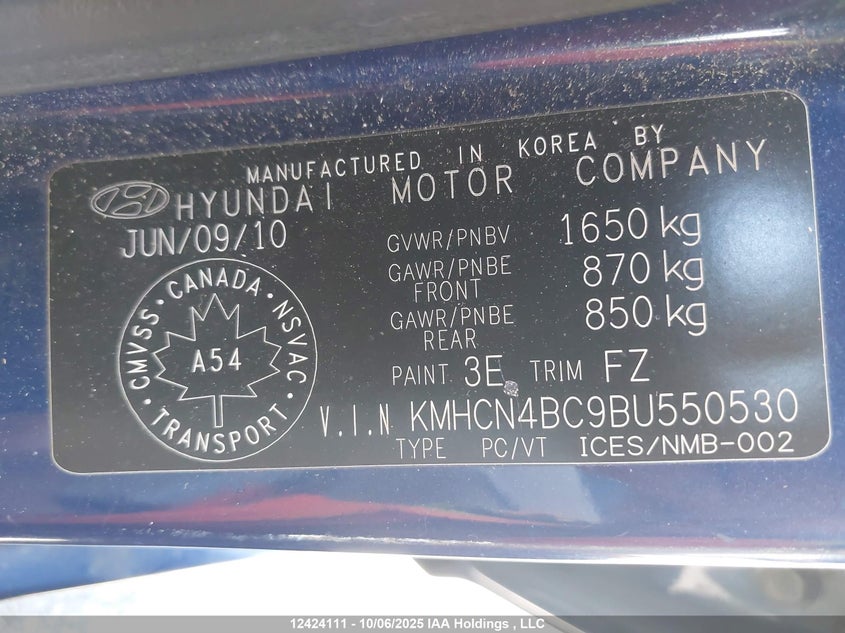 MANUFACTURED IN KOREA BY
HYUNDAI MOTOR COMPANY
JUN/09/10
GVWR/PNBV 1650 kg
GAWR/PNBE FRONT 870 kg
GAWR/PNBE REAR 850 kg
CMVSS · CANADA · NSVAC
A54
TRANSPORT
PAINT 3E TRIM FZ
V.I.N KMHCN4BC9BU550530
TYPE PC/VT ICES/NMB-002
12424111 - 10/06/2025 IAA Holdings , LLC